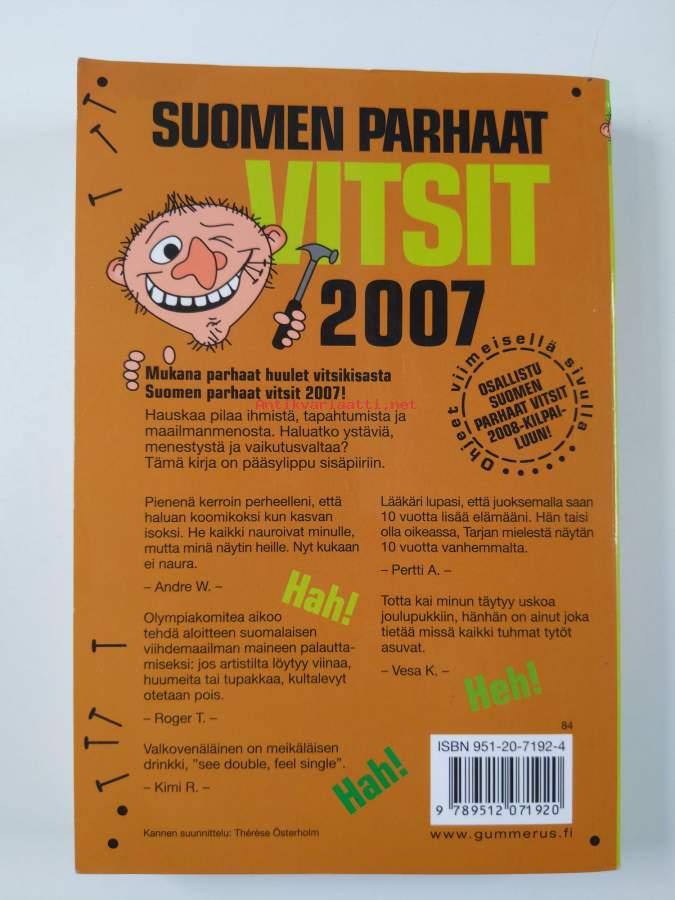 SUOMEN PARHAAT
VITSIT
2007
Mukana parhaat huulet vitsikisasta
Suomen parhaat vitsit 2007!
Antikvariaatti.net
Hauskaa pilaa ihmistä, tapahtumista ja
maailmanmenosta. Haluatko ystäviä,
menestystä ja vaikutusvaltaa?
Tämä kirja on pääsylippu sisäpiiriin.
Ohjeet viimeisellä sivulla
OSALLISTU
SUOMEN
PARHAAT VITSIT
2008-KILPAI-
LUUN!
Pienenä kerroin perheelleni, että
haluan koomikoksi kun kasvan
isoksi. He kaikki nauroivat minulle,
mutta minä näytin heille. Nyt kukaan
ei naura.
– Andre W. –
Hah!
Olympiakomitea aikoo
tehdä aloitteen suomalaisen
viihdemaailman maineen palautta-
miseksi: jos artistilta löytyy viinaa,
huumeita tai tupakkaa, kultalevyt
otetaan pois.
– Roger T. –
Valkovenäläinen on meikäläisen
drinkki, ”see double, feel single”.
– Kimi R. –
Hah!
Lääkäri lupasi, että juoksemalla saan
10 vuotta lisää elämääni. Hän taisi
olla oikeassa, Tarjan mielestä näytän
10 vuotta vanhemmalta.
– Pertti A. –
Totta kai minun täytyy uskoa
joulupukkiin, hänhän on ainut joka
tietää missä kaikki tuhmat tytöt
asuvat.
– Vesa K. –
Heh!
84
ISBN 951-20-7192-4
9 789512 071920
www.gummerus.fi
Kannen suunnittelu: Thérèse Österholm